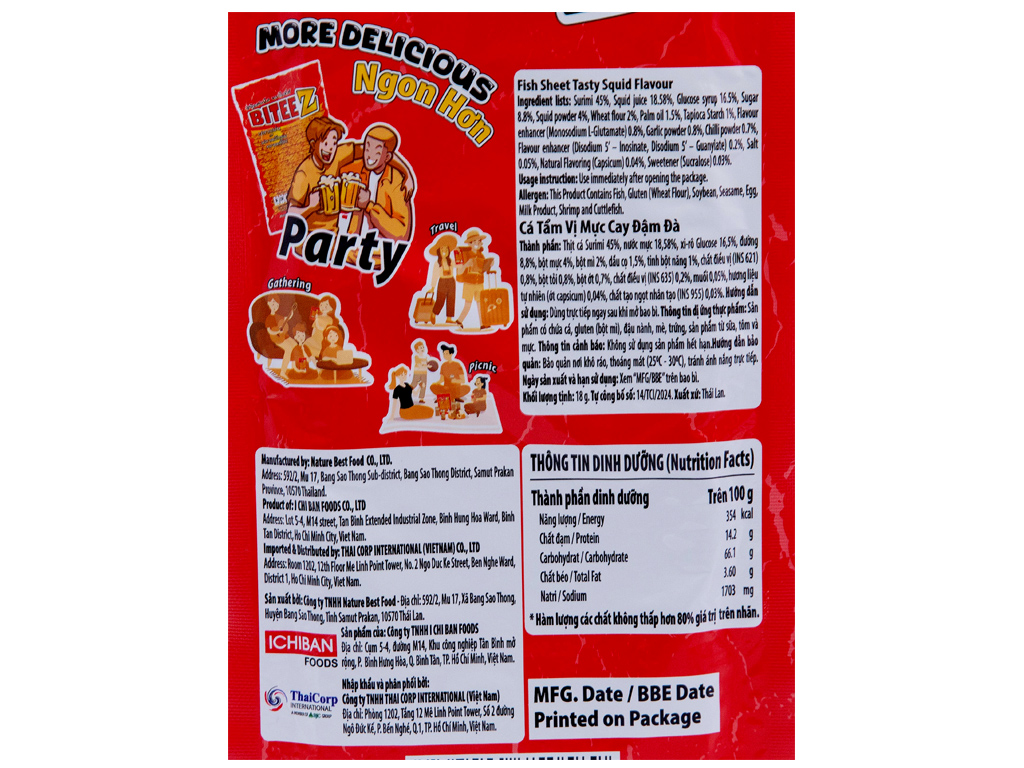 MORE DELICIOUS
Ngon Hơn
BITEEZ
Party
Travel
Gathering
Picnic
Fish Sheet Tasty Squid Flavour
Ingredient lists: Surimi 45%, Squid juice 18.58%, Glucose syrup 16.5%, Sugar
8.8%, Squid powder 4%, Wheat flour 2%, Palm oil 1.5%, Tapioca Starch 1%, Flavour
enhancer (Monosodium L-Glutamate) 0.8%, Garlic powder 0.8%, Chilli powder 0.7%,
Flavour enhancer (Disodium 5' – Inosinate, Disodium 5' – Guanylate) 0.2%, Salt
0.05%, Natural Flavoring (Capsicum) 0.04%, Sweetener (Sucralose) 0.03%.
Usage instruction: Use immediately after opening the package.
Allergen: This Product Contains Fish, Gluten (Wheat Flour), Soybean, Seasame, Egg,
Milk Product, Shrimp and Cuttlefish.
Cá Tẩm Vị Mực Cay Đậm Đà
Thành phần: Thịt cá Surimi 45%, nước mực 18,58%, xi-rô Glucose 16,5%, đường
8,8%, bột mực 4%, bột mì 2%, dầu cọ 1,5%, tinh bột năng 1%, chất điều vị (INS 621)
0,8%, bột tỏi 0,8%, bột ớt 0,7%, chất điều vị (INS 635) 0,2%, muối 0,05%, hương liệu
tự nhiên (ớt capsicum) 0,04%, chất tạo ngọt nhân tạo (INS 955) 0,03%. Hướng dẫn
sử dụng: Dùng trực tiếp ngay sau khi mở bao bì. Thông tin dị ứng thực phẩm: Sản
phẩm có chứa cá, gluten (bột mì), đậu nành, mè, trứng, sản phẩm từ sữa, tôm và
mực. Thông tin cảnh báo: Không sử dụng sản phẩm hết hạn.Hướng dẫn bảo
quản: Bảo quản nơi khô ráo, thoáng mát (25ºC - 30ºC), tránh ánh nắng trực tiếp.
Ngày sản xuất và hạn sử dụng: Xem "MFG/BBE" trên bao bì.
Khối lượng tịnh: 18 g. Tự công bố số: 14/TCI/2024. Xuất xứ: Thái Lan.
Manufactured by: Nature Best Food CO., LTD.
Address: 592/2, Mu 17, Bang Sao Thong Sub-district, Bang Sao Thong District, Samut Prakan
Province, 10570 Thailand.
Product of: I CHI BAN FOODS CO., LTD
Address: Lot 5-4, M14 street, Tan Binh Extended Industrial Zone, Binh Hung Hoa Ward, Binh
Tan District, Ho Chi Minh City, Viet Nam.
Imported & Distributed by: THAI CORP INTERNATIONAL (VIETNAM) CO., LTD
Address: Room 1202, 12th Floor Me Linh Point Tower, No. 2 Ngo Duc Ke Street, Ben Nghe Ward,
District 1, Ho Chi Minh City, Viet Nam.
Sản xuất bởi: Công ty TNHH Nature Best Food - Địa chỉ: 592/2, Mu 17, Xã Bang Sao Thong,
Huyện Bang Sao Thong, Tỉnh Samut Prakan, 10570 Thái Lan.
ICHIBAN
FOODS
Sản phẩm của: Công ty TNHH I CHI BAN FOODS
Địa chỉ: Cụm 5-4, đường M14, Khu công nghiệp Tân Bình mở
rộng, P. Bình Hưng Hòa, Q. Bình Tân, TP. Hồ Chí Minh, Việt Nam.
ThaiCorp
INTERNATIONAL
Nhập khẩu và phân phối bởi:
Công ty TNHH THAI CORP INTERNATIONAL (Việt Nam)
Địa chỉ: Phòng 1202, Tầng 12 Mê Linh Point Tower, Số 2 đường
Ngô Đức Kế, P. Bến Nghé, Q.1, TP. Hồ Chí Minh, Việt Nam.
THÔNG TIN DINH DƯỠNG (Nutrition Facts)
Thành phần dinh dưỡng Trên 100 g
Năng lượng / Energy 354 kcal
Chất đạm / Protein 14.2 g
Carbohydrat / Carbohydrate 66.1 g
Chất béo / Total Fat 3.60 g
Natri / Sodium 1703 mg
* Hàm lượng các chất không thấp hơn 80% giá trị trên nhãn.
MFG. Date / BBE Date
Printed on Package